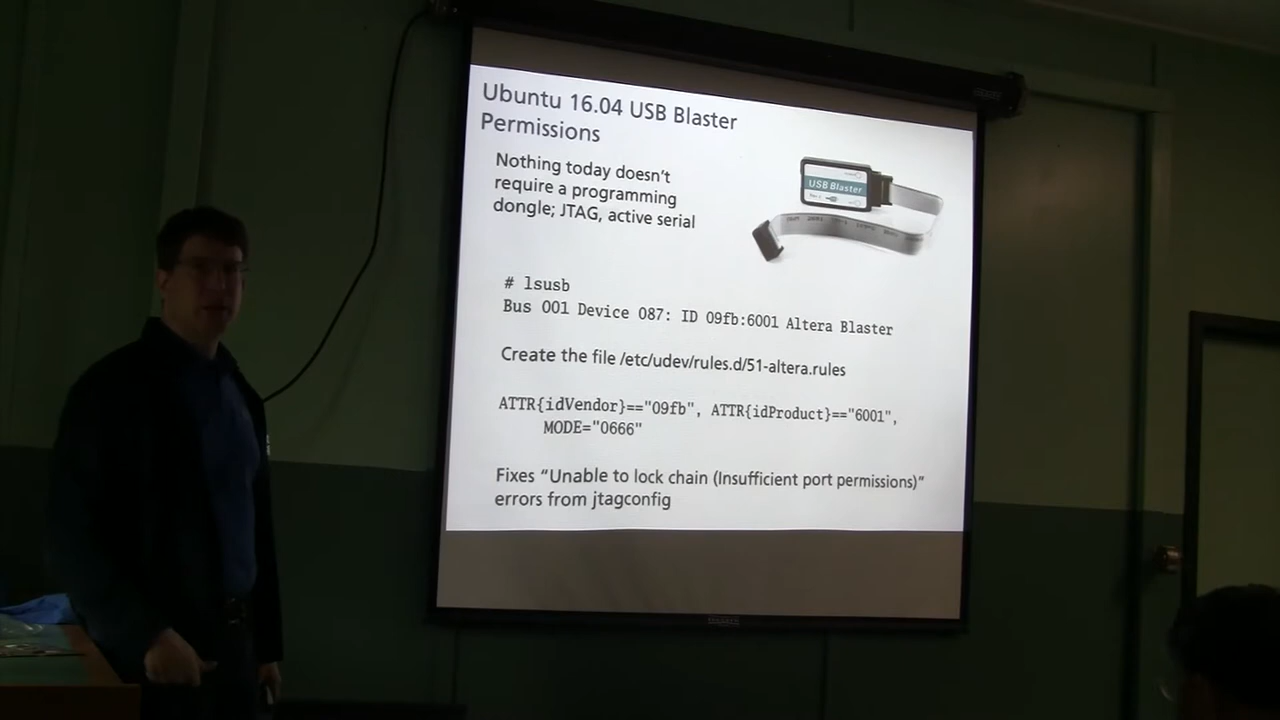 Ubuntu 16.04 USB Blaster
Permissions
Nothing today doesn't
require a programming
dongle; JTAG, active serial
USB Blaster
# lsusb
Bus 001 Device 087: ID 09fb:6001 Altera Blaster
Create the file /etc/udev/rules.d/51-altera.rules
ATTR{idVendor}=="09fb", ATTR{idProduct}=="6001",
MODE="0666"
Fixes “Unable to lock chain (Insufficient port permissions)”
errors from jtagconfig